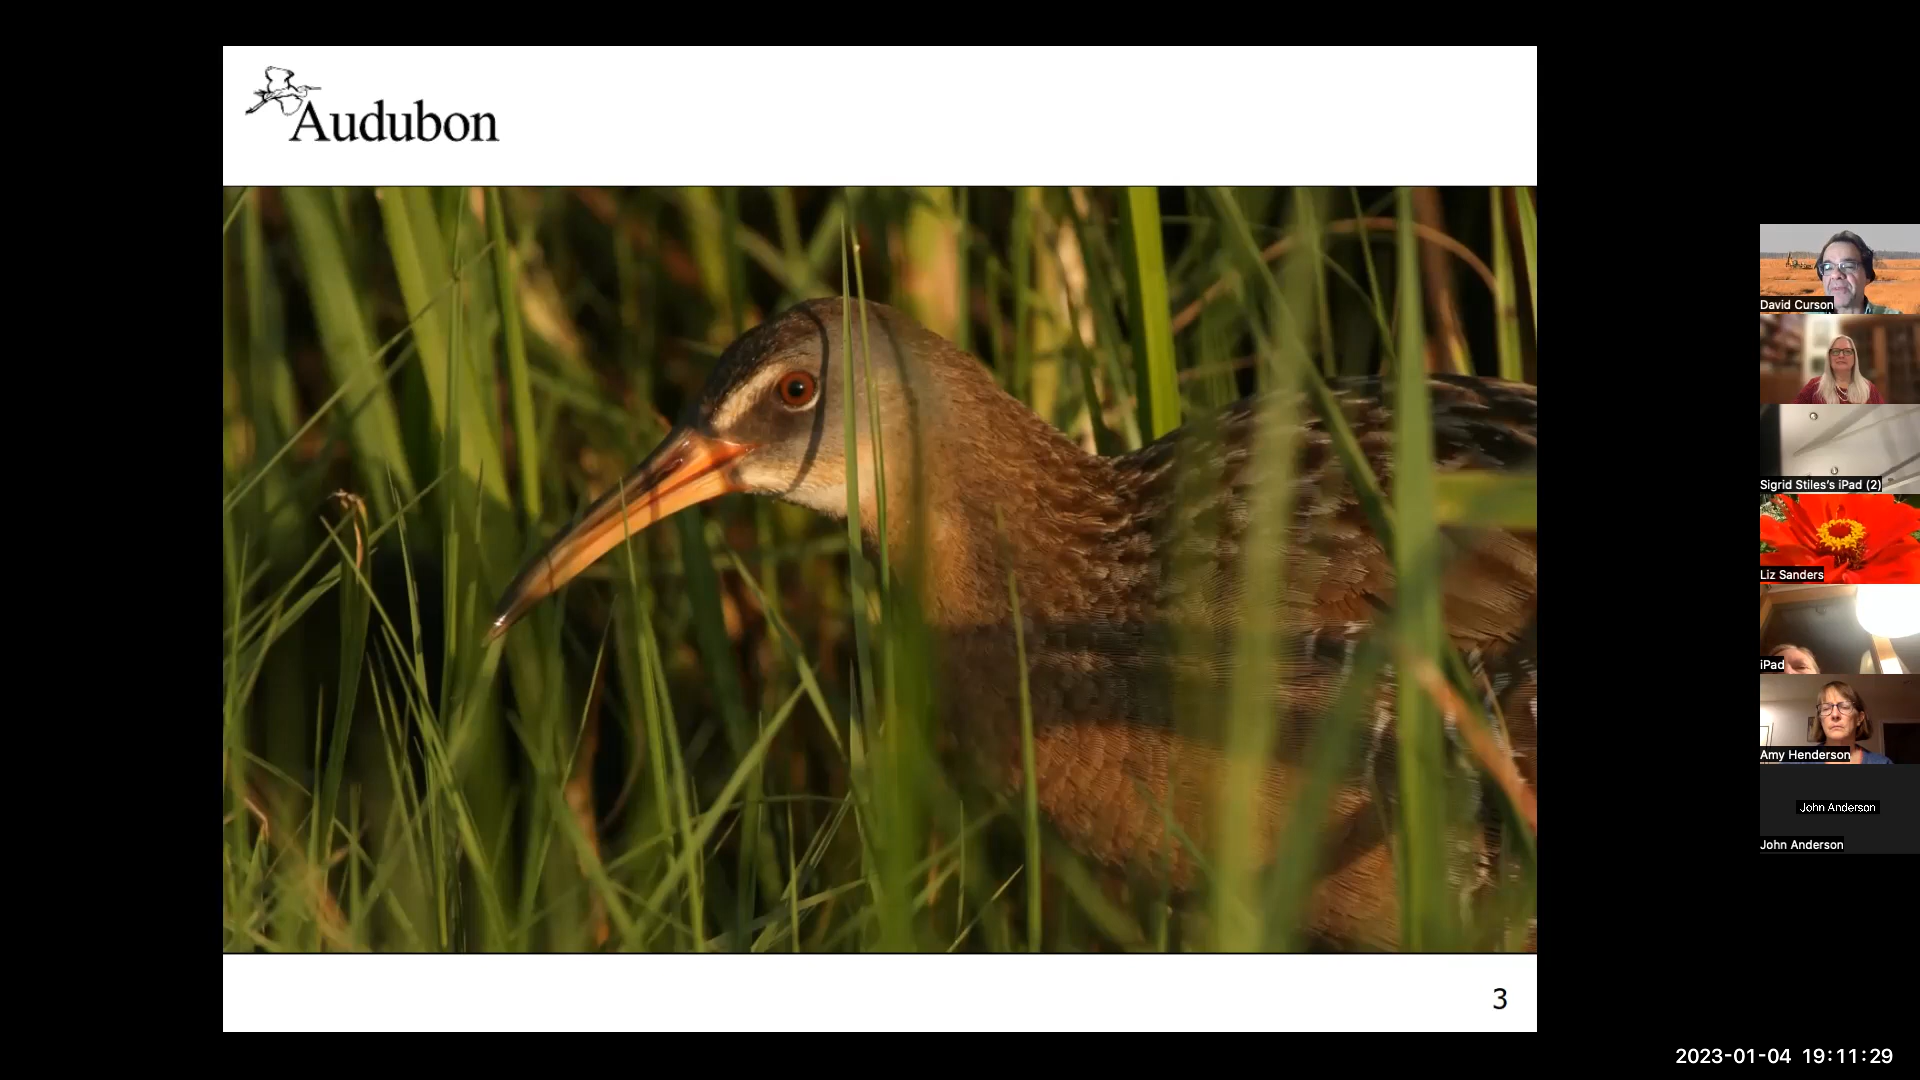 Audubon
3
David Curson
Sigrid Stiles's iPad (2)
Liz Sanders
iPad
Amy Henderson
John Anderson
John Anderson
2023-01-04 19:11:29